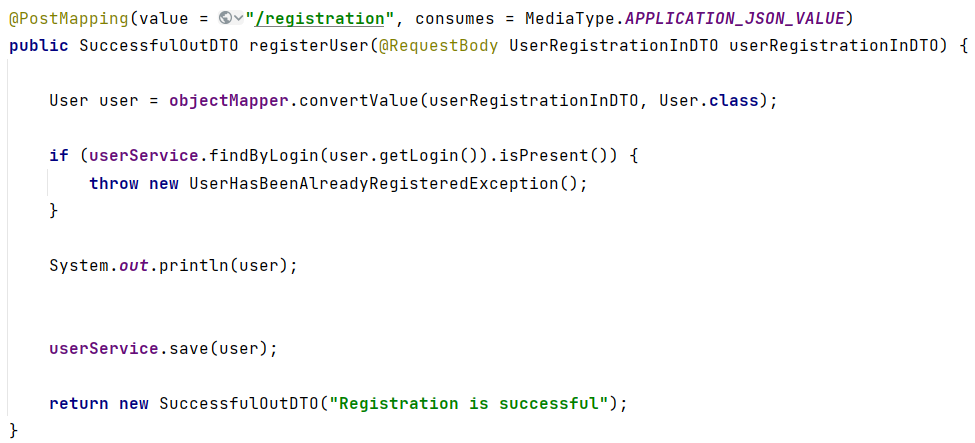 @PostMapping(value = "/registration", consumes = MediaType.APPLICATION_JSON_VALUE)
public SuccessfulOutDTO registerUser(@RequestBody UserRegistrationInDTO userRegistrationInDTO) {
User user = objectMapper.convertValue(userRegistrationInDTO, User.class);
if (userService.findByLogin(user.getLogin()).isPresent()) {
throw new UserHasBeenAlreadyRegisteredException();
}
System.out.println(user);
userService.save(user);
return new SuccessfulOutDTO("Registration is successful");
}